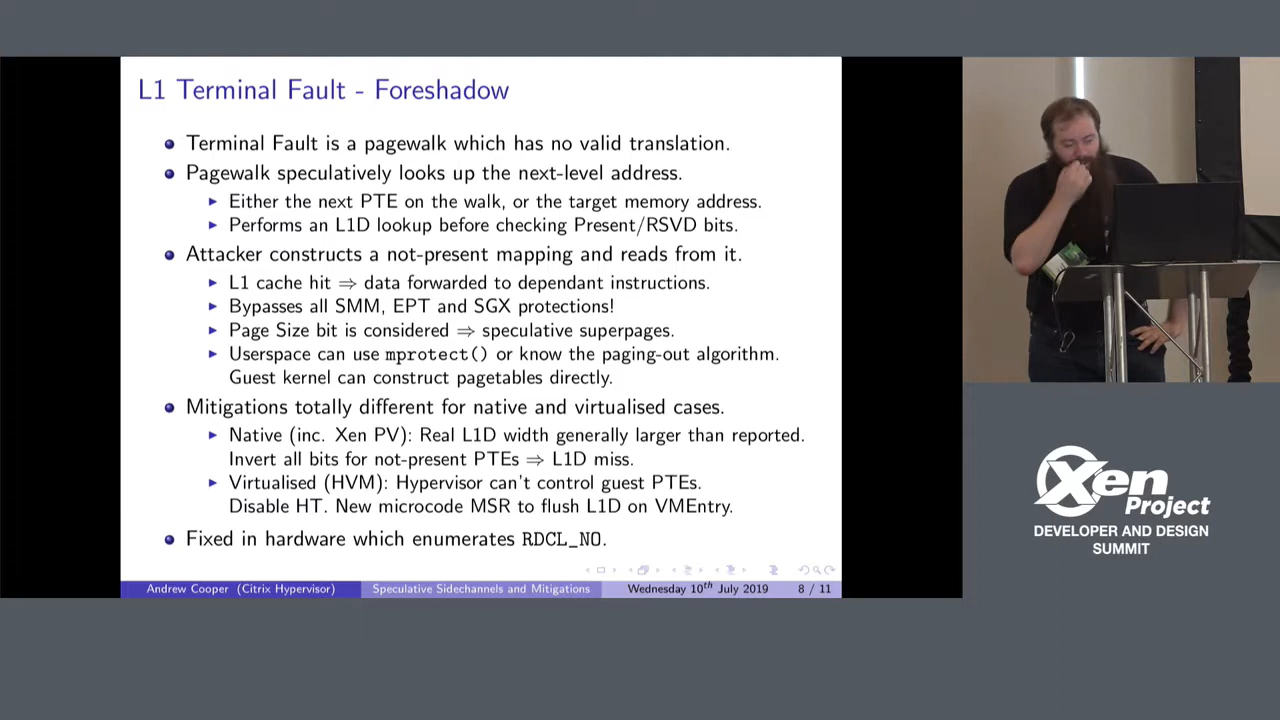 L1 Terminal Fault - Foreshadow
Terminal Fault is a pagewalk which has no valid translation.
Pagewalk speculatively looks up the next-level address.
Either the next PTE on the walk, or the target memory address.
Performs an L1D lookup before checking Present/RSVD bits.
Attacker constructs a not-present mapping and reads from it.
L1 cache hit ⇒ data forwarded to dependant instructions.
Bypasses all SMM, EPT and SGX protections!
Page Size bit is considered ⇒ speculative superpages.
Userspace can use mprotect() or know the paging-out algorithm.
Guest kernel can construct pagetables directly.
Mitigations totally different for native and virtualised cases.
Native (inc. Xen PV): Real L1D width generally larger than reported.
Invert all bits for not-present PTEs ⇒ L1D miss.
Virtualised (HVM): Hypervisor can't control guest PTEs.
Disable HT. New microcode MSR to flush L1D on VMEntry.
Fixed in hardware which enumerates RDCL_NO.
Andrew Cooper (Citrix Hypervisor)
Speculative Sidechannels and Mitigations
Wednesday 10th July 2019
8 / 11
Xen
Project
DEVELOPER AND DESIGN
SUMMIT